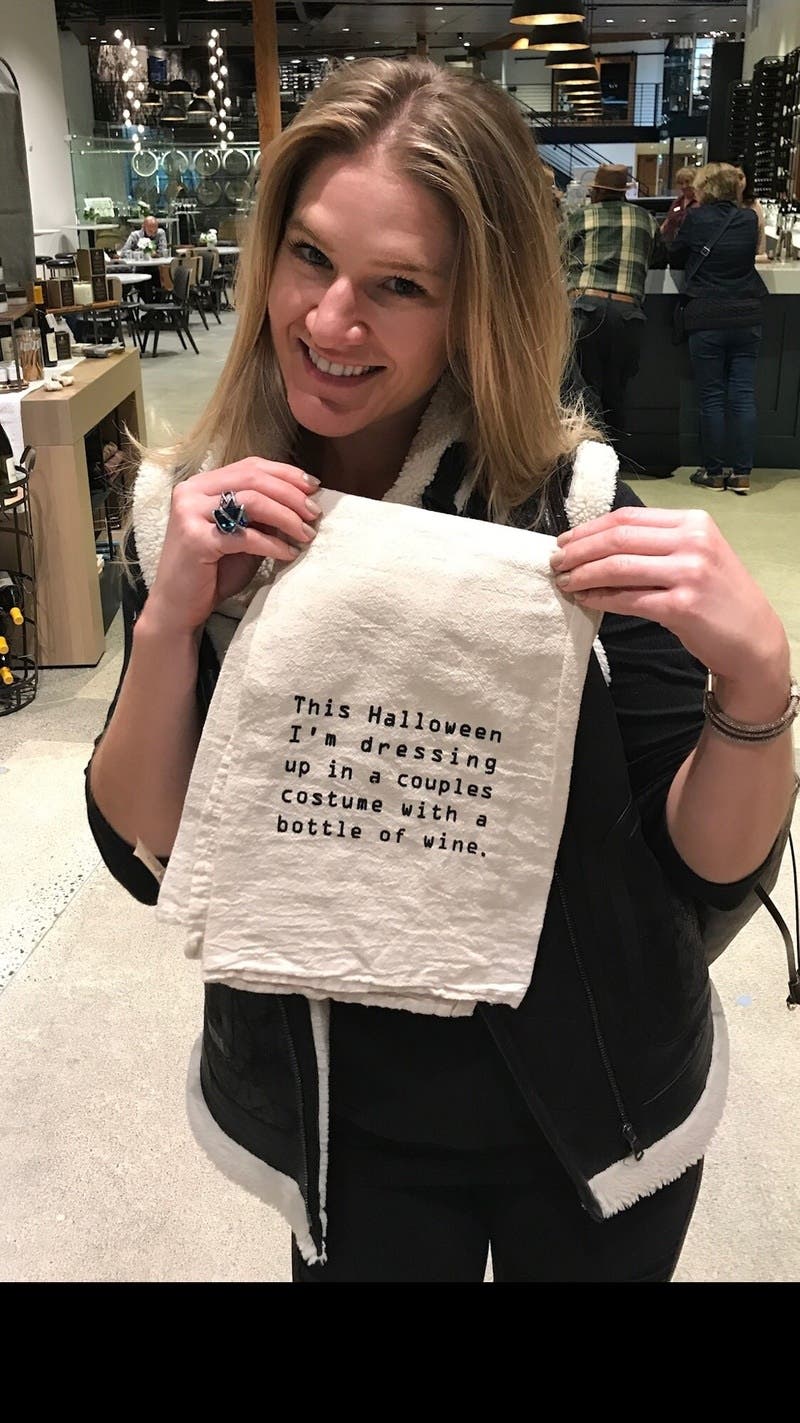 This Halloween
I'm dressing
up in a couples
costume with a
bottle of wine.